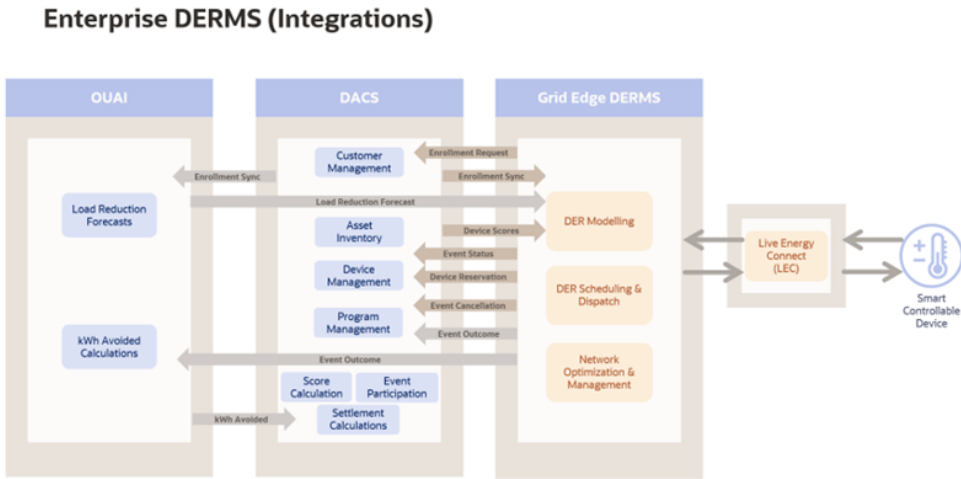 Enterprise DERMS (Integrations)
OUAI
DACS
Grid Edge DERMS
Customer
Management
Enrollment Request
Enrollment Sync
Enrollment Sync
Load Reduction
Forecasts
Load Reduction Forecast
DER Modelling
Asset
Inventory
Device Scores
Event Status
Live Energy
Connect
(LEC)
Device
Management
Device Reservation
DER Scheduling &
Dispatch
Smart
Controllable
Device
Event Cancellation
Program
Management
Event Outcome
kWh Avoided
Calculations
Event Outcome
Network
Optimization &
Management
Score
Calculation
Event
Participation
kWh Avoided
Settlement
Calculations